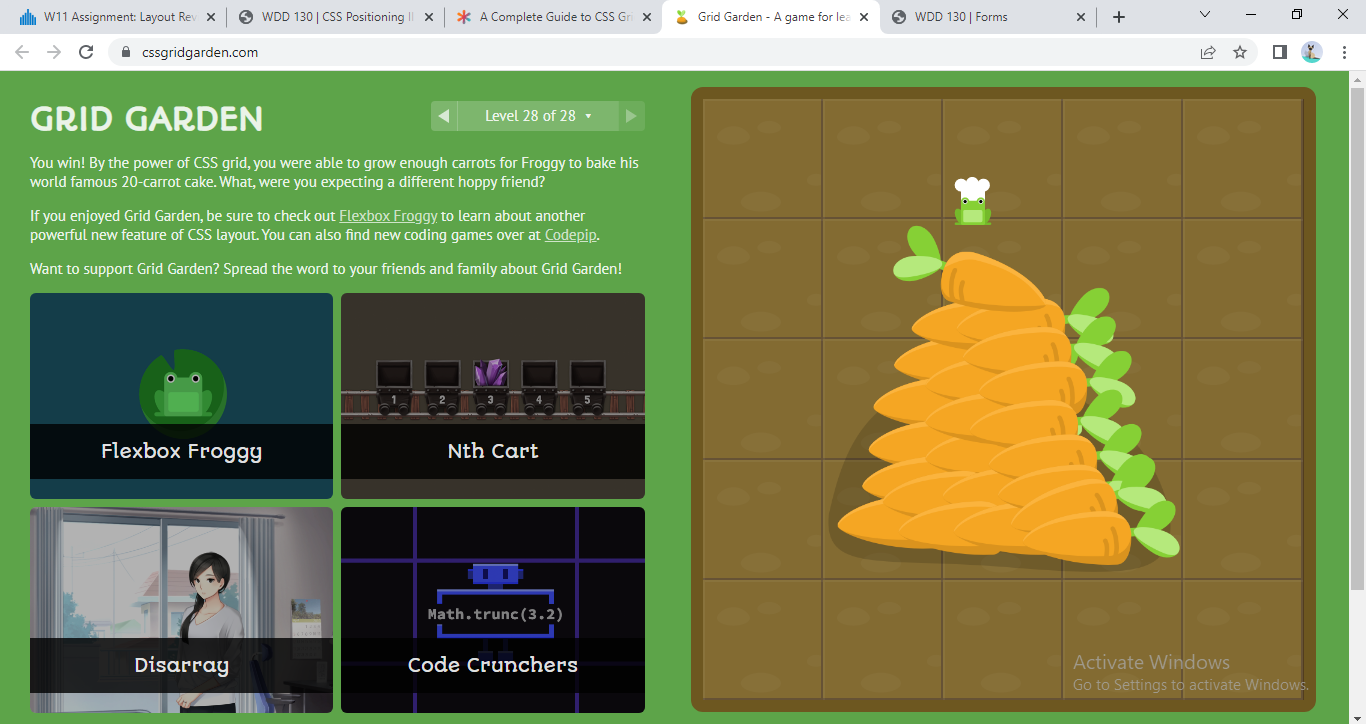 W11 Assignment: Layout Rev
WDD 130 | CSS Positioning II
A Complete Guide to CSS Gri
Grid Garden - A game for lea
WDD 130 | Forms
cssgridgarden.com
GRID GARDEN
Level 28 of 28
You win! By the power of CSS grid, you were able to grow enough carrots for Froggy to bake his
world famous 20-carrot cake. What, were you expecting a different hoppy friend?
If you enjoyed Grid Garden, be sure to check out Flexbox Froggy to learn about another
powerful new feature of CSS layout. You can also find new coding games over at Codepip.
Want to support Grid Garden? Spread the word to your friends and family about Grid Garden!
Flexbox Froggy
1 2 3 4 5
Nth Cart
Disarray
Math.trunc(3.2)
Code Crunchers
Activate Windows
Go to Settings to activate Windows.